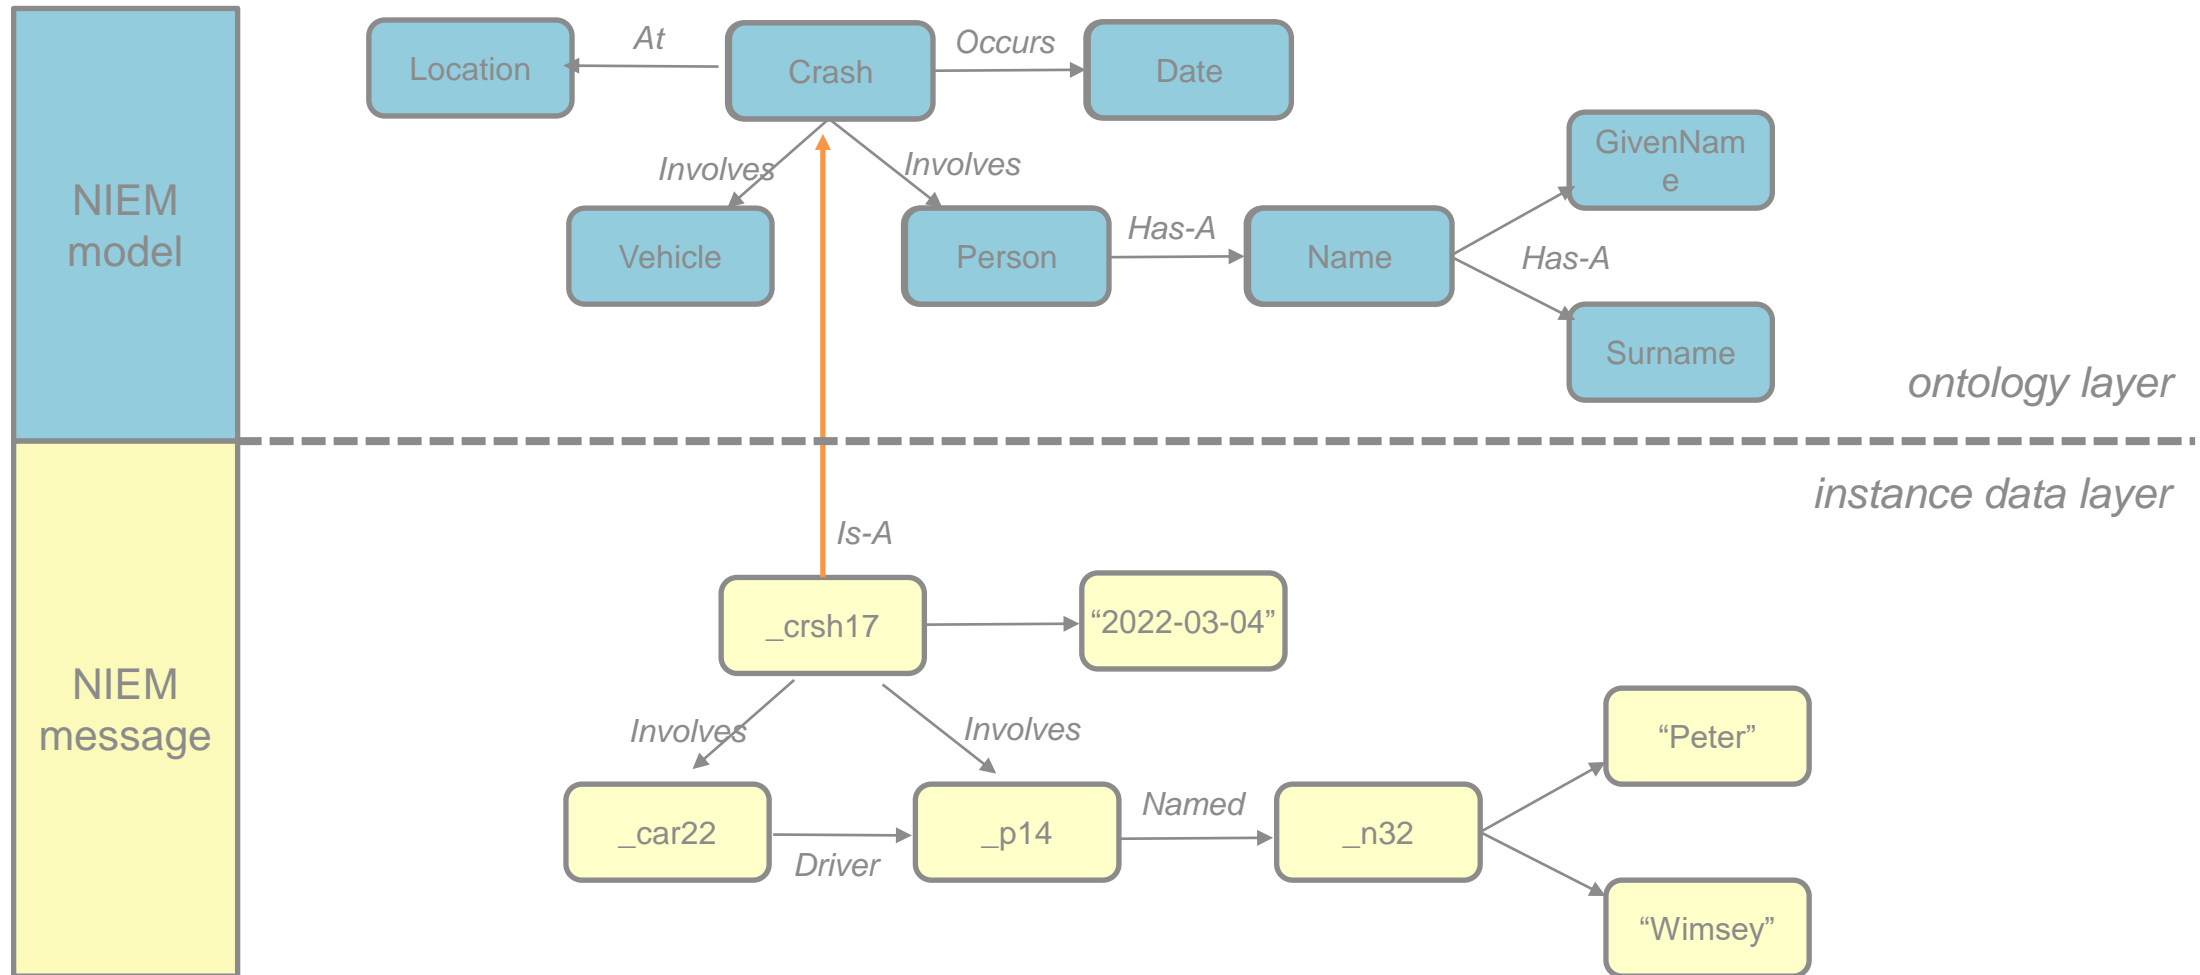 NIEM
model
Location
At
Crash
Occurs
Date
Involves
Involves
Vehicle
Person
Has-A
Name
Has-A
GivenNam
e
Surname
ontology layer
instance data layer
NIEM
message
Is-A
_crsh17
“2022-03-04”
Involves
Involves
_car22
Driver
_p14
Named
_n32
“Peter”
“Wimsey”